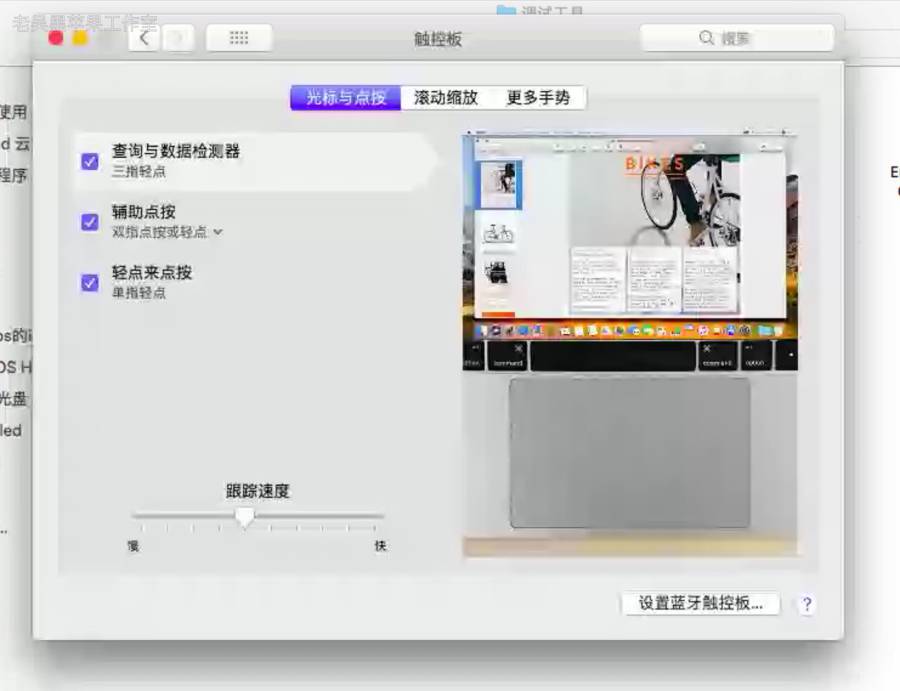 老吴黑苹果工作室
调试工具
触控板
搜索
使用
d 云
程序
光标与点按
滚动缩放
更多手势
查询与数据检测器
三指轻点
辅助点按
双指点按或轻点
轻点来点按
单指轻点
BIKES
command
command
option
os的
OS H
光盘
led
...
跟踪速度
慢
快
设置蓝牙触控板...
?